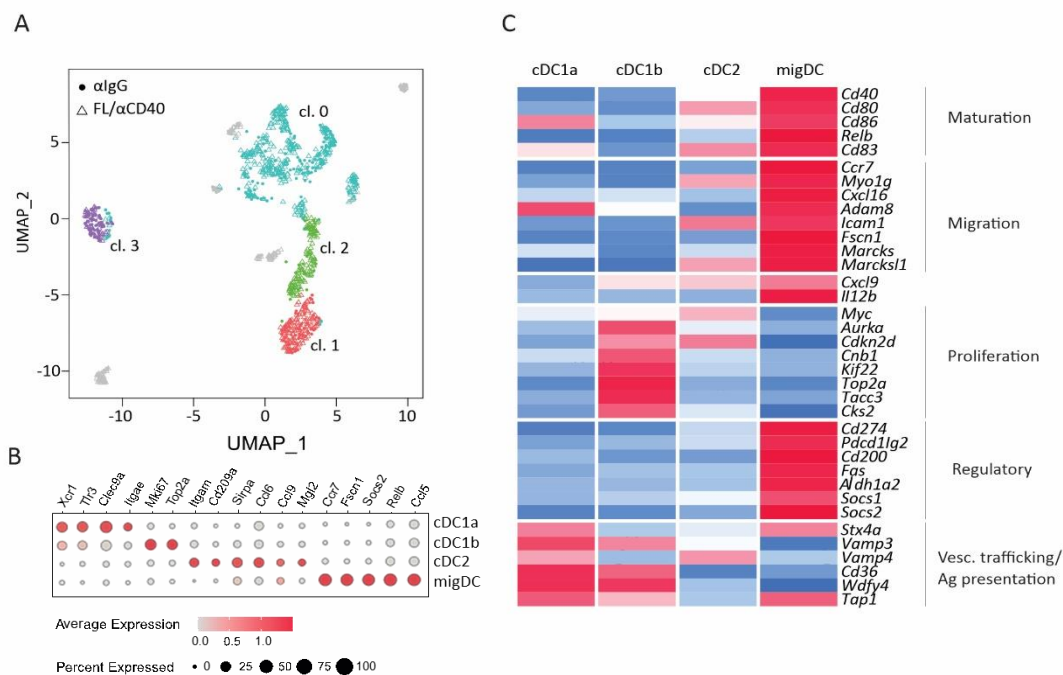 A
αIgG
FL/αCD40
cl. 0
cl. 3
cl. 2
cl. 1
5
0
-5
-10
UMAP_2
-10
-5
0
5
10
UMAP_1
B
Xcr1
Tlr3
Clec9a
Itgae
Mki67
Top2a
Itgam
Cd209a
Sirpa
Ccl6
Ccl9
Mgl2
Ccr7
Fscn1
Socs2
Relb
Ccl5
cDC1a
cDC1b
cDC2
migDC
Average Expression
0.0 0.5 1.0
Percent Expressed
0 25 50 75 100
C
cDC1a cDC1b cDC2 migDC
Cd40
Cd80
Cd86
Relb
Cd83
Maturation
Ccr7
Myo1g
Cxcl16
Adam8
Icam1
Fscn1
Marcks
Marcksl1
Migration
Cxcl9
Il12b
Myc
Aurka
Cdkn2d
Cnb1
Kif22
Top2a
Tacc3
Cks2
Proliferation
Cd274
Pdcd1lg2
Cd200
Fas
Aldh1a2
Socs1
Socs2
Regulatory
Stx4a
Vamp3
Vamp4
Cd36
Wdfy4
Tap1
Vesc. trafficking/
Ag presentation